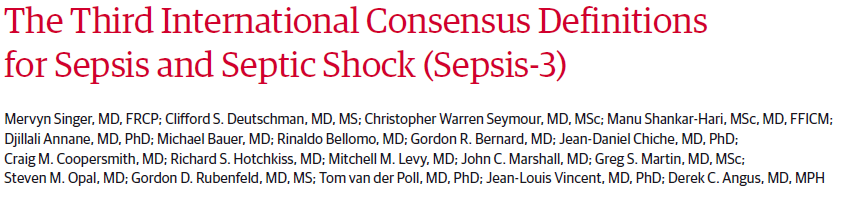 The Third International Consensus Definitions
for Sepsis and Septic Shock (Sepsis-3)
Mervyn Singer, MD, FRCP; Clifford S. Deutschman, MD, MS; Christopher Warren Seymour, MD, MSc; Manu Shankar-Hari, MSc, MD, FFICM;
Djillali Annane, MD, PhD; Michael Bauer, MD; Rinaldo Bellomo, MD; Gordon R. Bernard, MD; Jean-Daniel Chiche, MD, PhD;
Craig M. Coopersmith, MD; Richard S. Hotchkiss, MD; Mitchell M. Levy, MD; John C. Marshall, MD; Greg S. Martin, MD, MSc;
Steven M. Opal, MD; Gordon D. Rubenfeld, MD, MS; Tom van der Poll, MD, PhD; Jean-Louis Vincent, MD, PhD; Derek C. Angus, MD, MPH